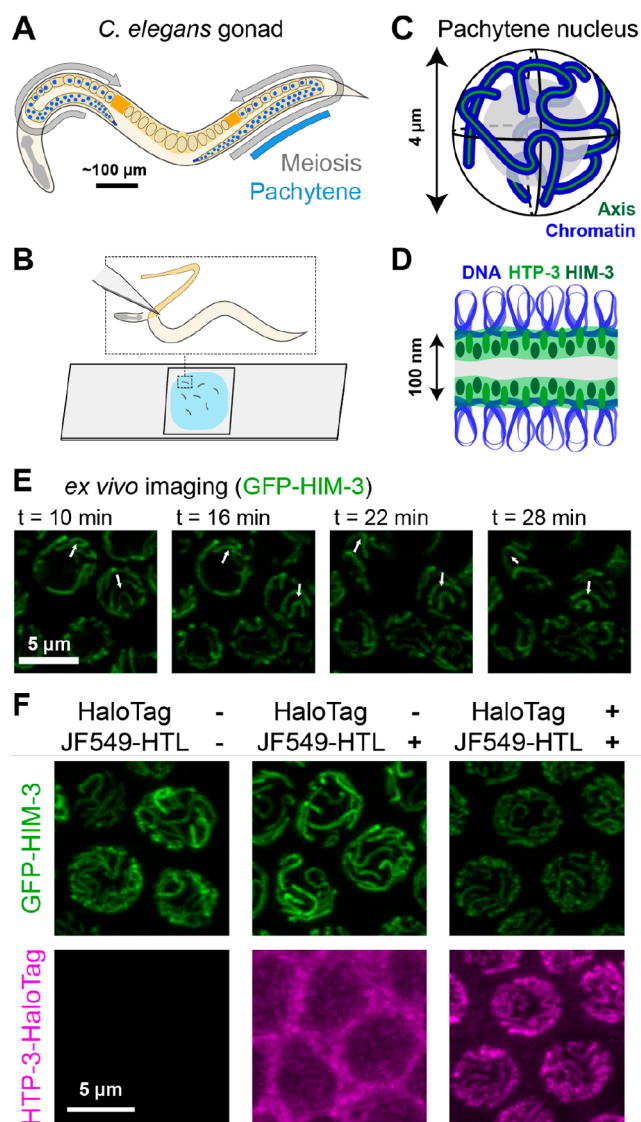 A
C. elegans gonad
~100 µm
Meiosis
Pachytene
B
C
Pachytene nucleus
4 µm
Axis
Chromatin
D
DNA HTP-3 HIM-3
100 nm
E
ex vivo imaging (GFP-HIM-3)
t = 10 min t = 16 min t = 22 min t = 28 min
5 µm
F
HaloTag - HaloTag - HaloTag +
JF549-HTL - JF549-HTL + JF549-HTL +
GFP-HIM-3
HTP-3-HaloTag
5 µm